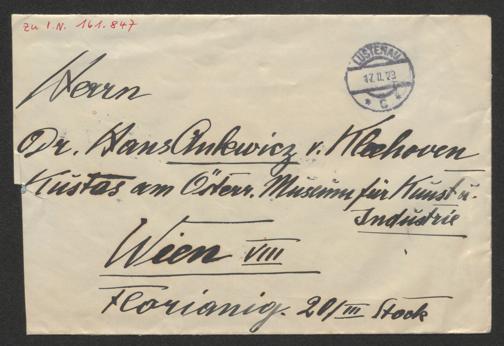 zu I.N. 161.847
LUSTENAU
17.II.23
* C *
Herrn
Dr. Hans Ankwicz v. Kleehoven
Kustos am Österr. Museum für Kunst u.
Industrie
Wien VIII
Florianig. 20/III Stock